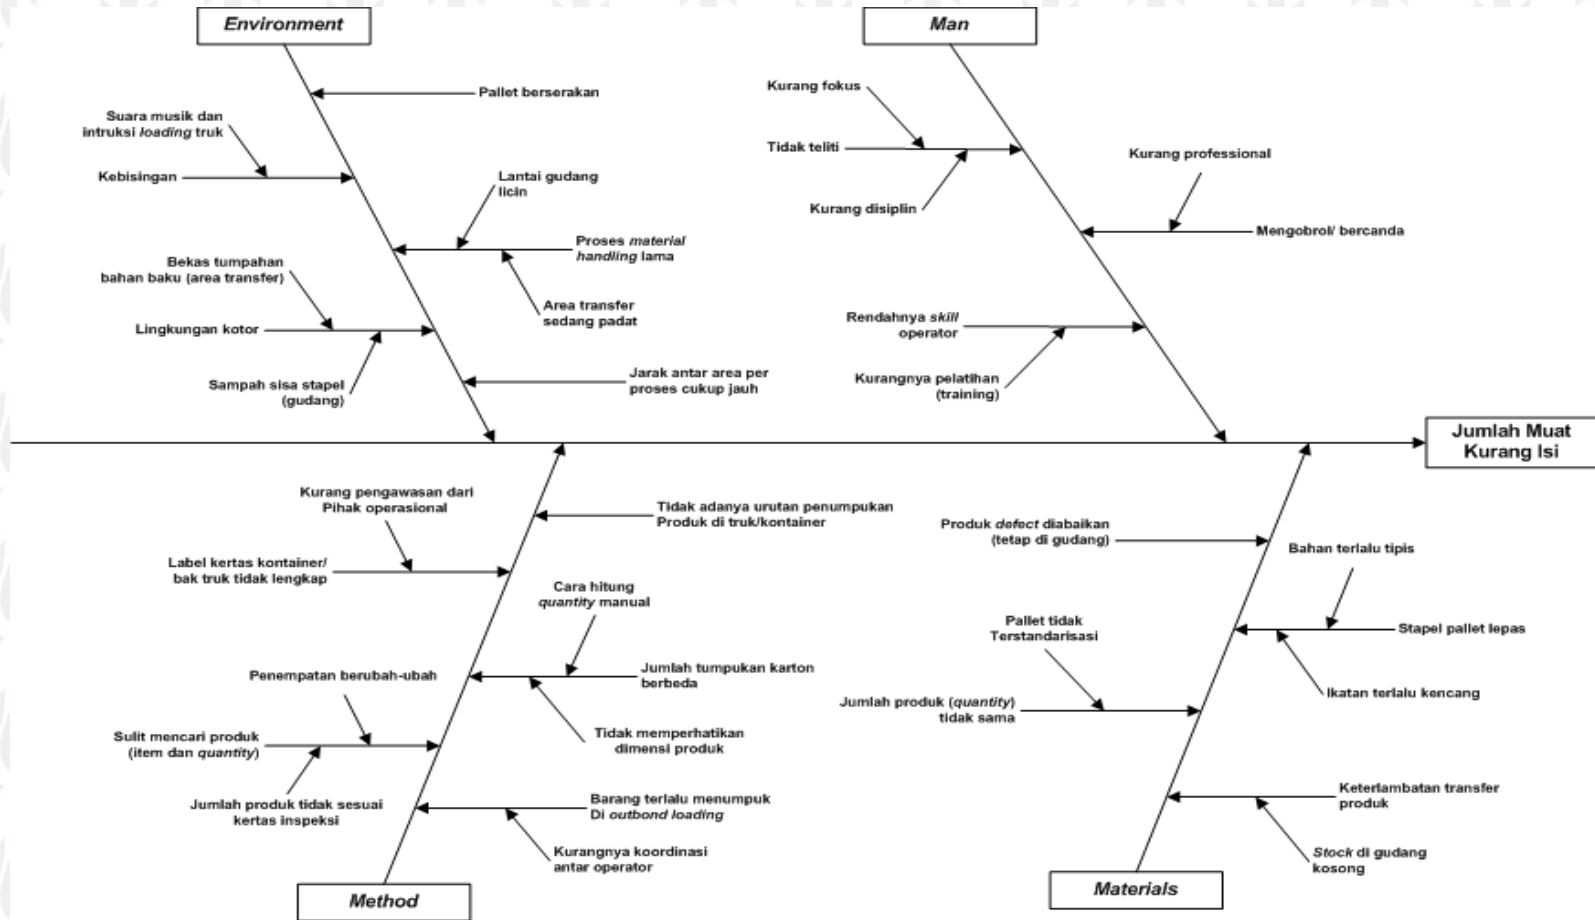 Environment
Man
Pallet berserakan
Suara musik dan
intruksi loading truk
Kebisingan
Lantai gudang
licin
Proses material
handling lama
Bekas tumpahan
bahan baku (area transfer)
Area transfer
sedang padat
Lingkungan kotor
Sampah sisa stapel
(gudang)
Jarak antar area per
proses cukup jauh
Kurang fokus
Tidak teliti
Kurang disiplin
Kurang professional
Mengobrol/ bercanda
Rendahnya skill
operator
Kurangnya pelatihan
(training)
Jumlah Muat
Kurang Isi
Kurang pengawasan dari
Pihak operasional
Tidak adanya urutan penumpukan
Produk di truk/kontainer
Label kertas kontainer/
bak truk tidak lengkap
Cara hitung
quantity manual
Jumlah tumpukan karton
berbeda
Penempatan berubah-ubah
Tidak memperhatikan
dimensi produk
Sulit mencari produk
(item dan quantity)
Jumlah produk tidak sesuai
kertas inspeksi
Barang terlalu menumpuk
Di outbond loading
Kurangnya koordinasi
antar operator
Method
Produk defect diabaikan
(tetap di gudang)
Bahan terlalu tipis
Stapel pallet lepas
Ikatan terlalu kencang
Pallet tidak
Terstandarisasi
Jumlah produk (quantity)
tidak sama
Keterlambatan transfer
produk
Stock di gudang
kosong
Materials